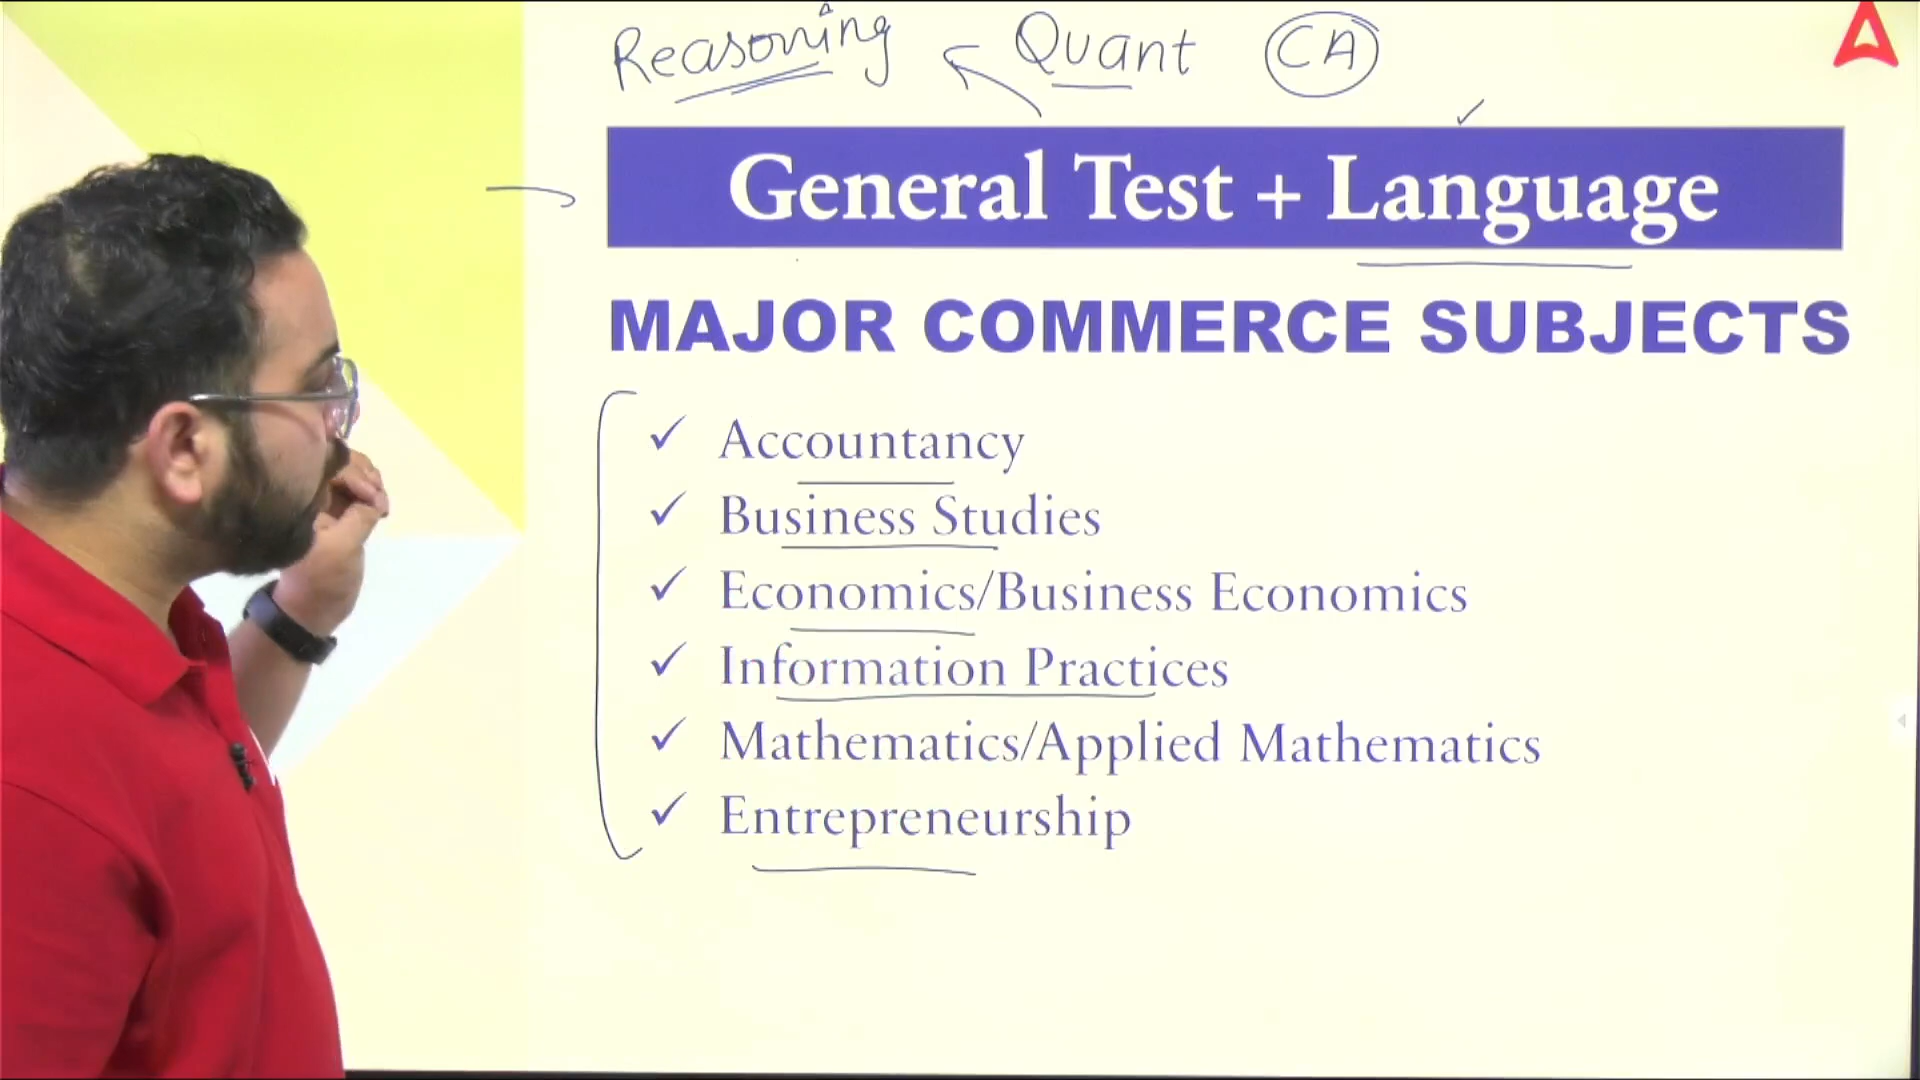 Reasoning Quant CA
General Test + Language
MAJOR COMMERCE SUBJECTS
✓ Accountancy
✓ Business Studies
✓ Economics/Business Economics
✓ Information Practices
✓ Mathematics/Applied Mathematics
✓ Entrepreneurship